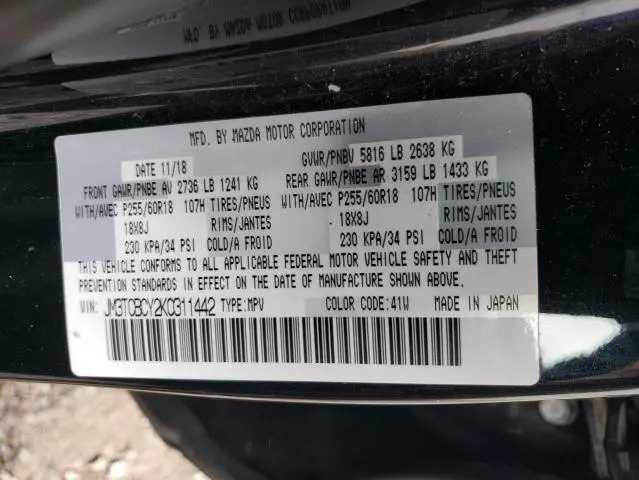 MFD. BY MAZDA MOTOR CORPORATION
DATE 11/18 GVWR/PNBV 5816 LB 2638 KG
FRONT GAWR/PNBE AV 2736 LB 1241 KG REAR GAWR/PNBE AR 3159 LB 1433 KG
WITH/AVEC P255/60R18 107H TIRES/PNEUS WITH/AVEC P255/60R18 107H TIRES/PNEUS
18X8J RIMS/JANTES 18X8J RIMS/JANTES
230 KPA/34 PSI COLD/A FROID 230 KPA/34 PSI COLD/A FROID
THIS VEHICLE CONFORMS TO ALL APPLICABLE FEDERAL MOTOR VEHICLE SAFETY AND THEFT
PREVENTION STANDARDS IN EFFECT ON THE DATE OF MANUFACTURE SHOWN ABOVE.
VIN: JM3TCBCY2K0311442 TYPE:MPV COLOR CODE:41W MADE IN JAPAN